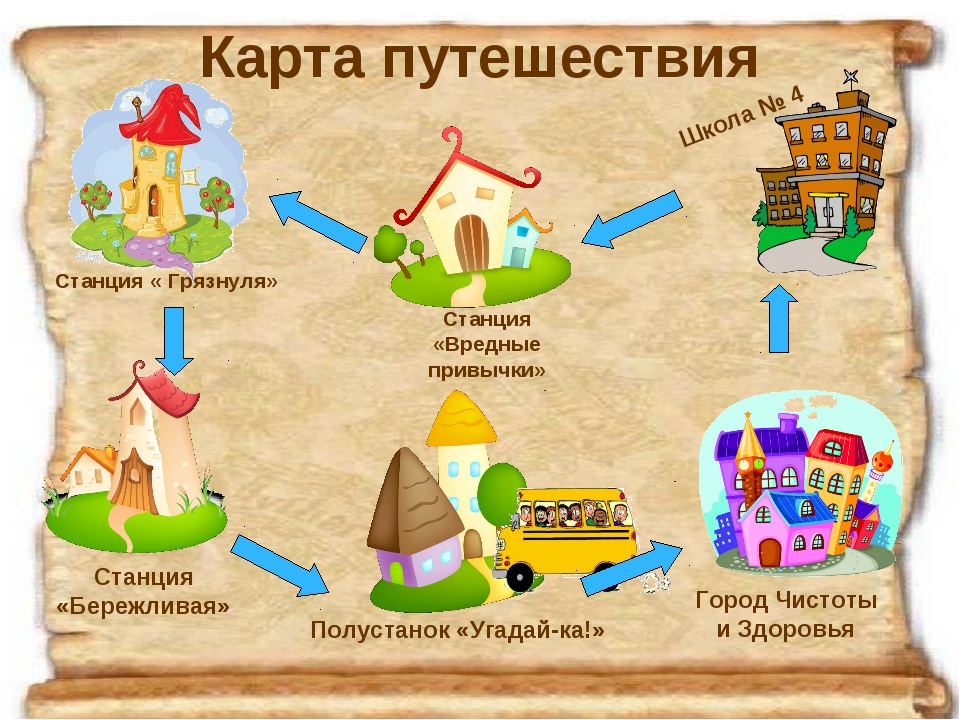 Карта путешествия
Школа № 4
Станция « Грязнуля»
Станция
«Вредные
привычки»
Станция
«Бережливая»
Полустанок «Угадай-ка!»
Город Чистоты
и Здоровья